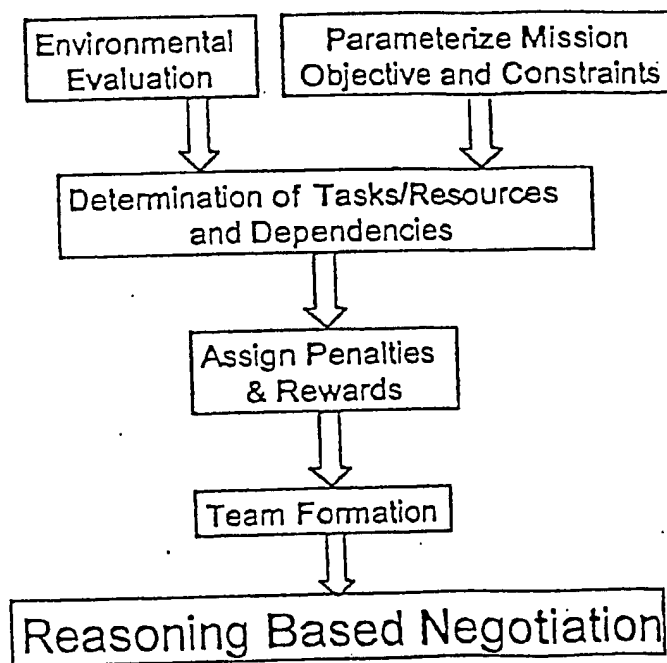 Environmental
Evaluation
Parameterize Mission
Objective and Constraints
Determination of Tasks/Resources
and Dependencies
Assign Penalties
& Rewards
Team Formation
Reasoning Based Negotiation